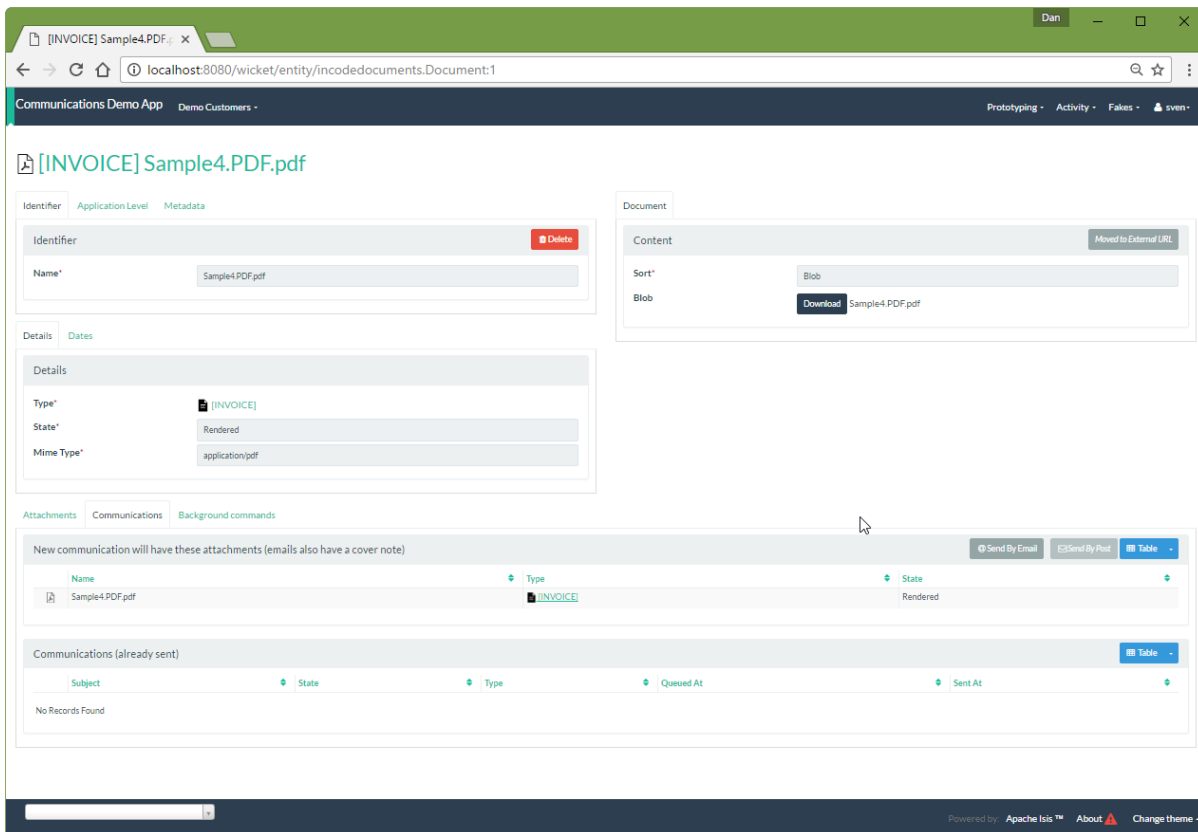 Dan
[INVOICE] Sample4.PDF.p
localhost:8080/wicket/entity/incodedocuments.Document:1
Communications Demo App Demo Customers Prototyping Activity Fakes sven
[INVOICE] Sample4.PDF.pdf
Identifier Application Level Metadata
Identifier Delete
Name* Sample4.PDF.pdf
Document
Content Moved to External URL
Sort* Blob
Blob Download Sample4.PDF.pdf
Details Dates
Details
Type* [INVOICE]
State* Rendered
Mime Type* application/pdf
Attachments Communications Background commands
New communication will have these attachments (emails also have a cover note) @ Send By Email Send By Post Table
Name Type State
Sample4.PDF.pdf [INVOICE] Rendered
Communications (already sent) Table
Subject State Type Queued At Sent At
No Records Found
Powered by: Apache Isis ™ About Change theme